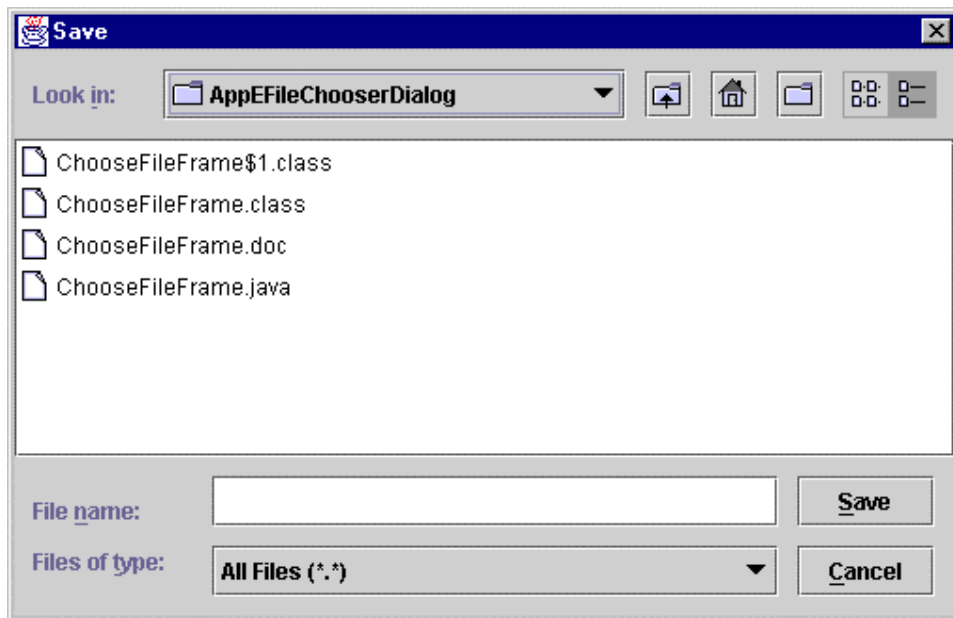 Save
Look in: AppEFileChooserDialog
ChooseFileFrame$1.class
ChooseFileFrame.class
ChooseFileFrame.doc
ChooseFileFrame.java
File name: Save
Files of type: All Files (*.*) Cancel